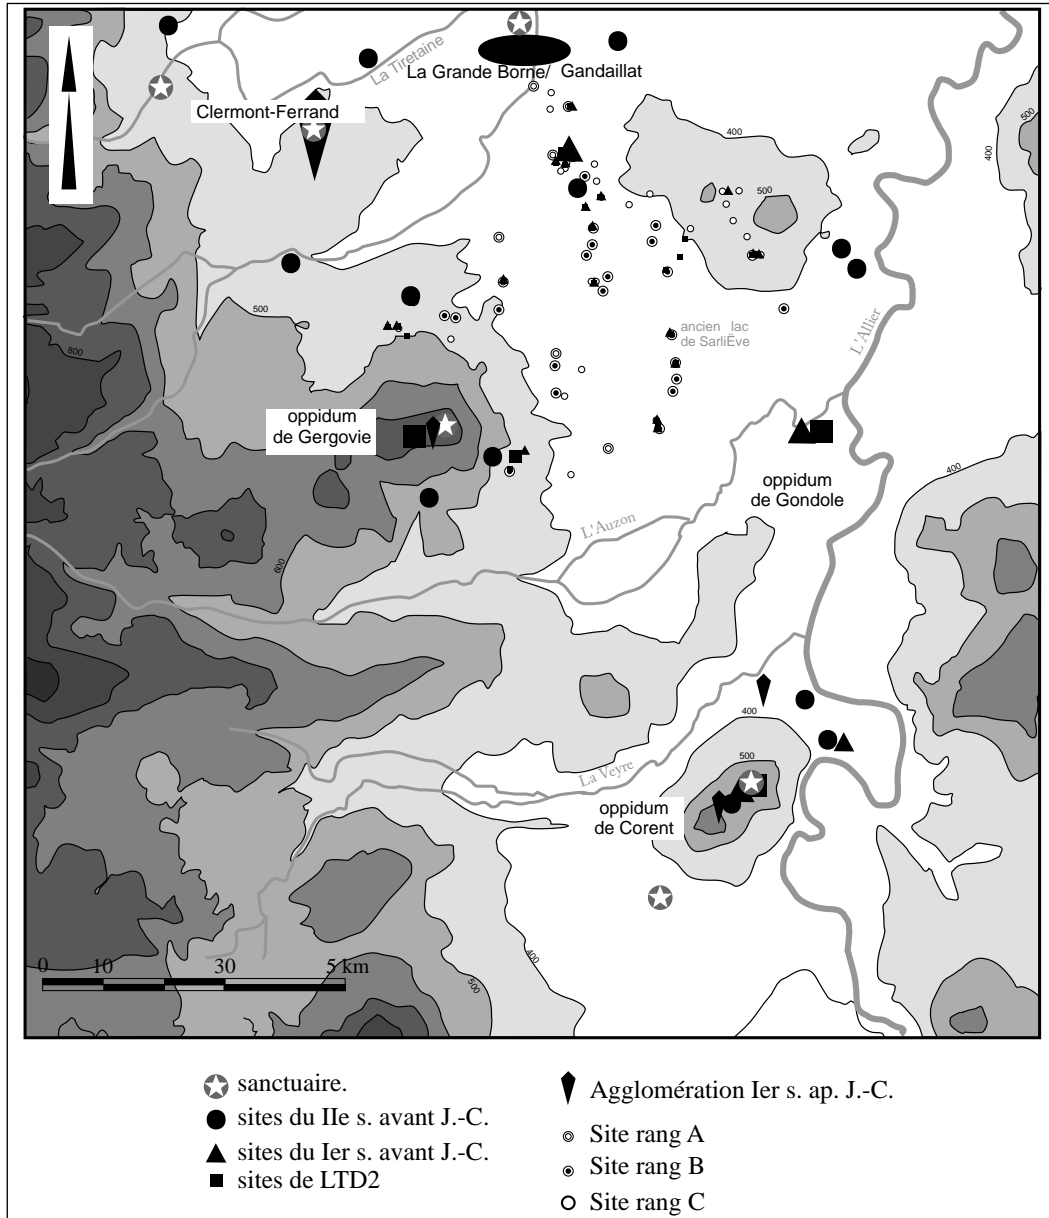 La Tiretaine
La Grande Borne/ Gandaillat
Clermont-Ferrand
400
500
400
500
500
800
ancien lac
de SarliËve
L'Allier
oppidum
de Gergovie
oppidum
de Gondole
400
L'Auzon
600
400
500
La Veyre
oppidum
de Corent
400
500
0 10 30 5 km
sanctuaire.
sites du IIe s. avant J.-C.
sites du Ier s. avant J.-C.
sites de LTD2
Agglomération Ier s. ap. J.-C.
Site rang A
Site rang B
Site rang C